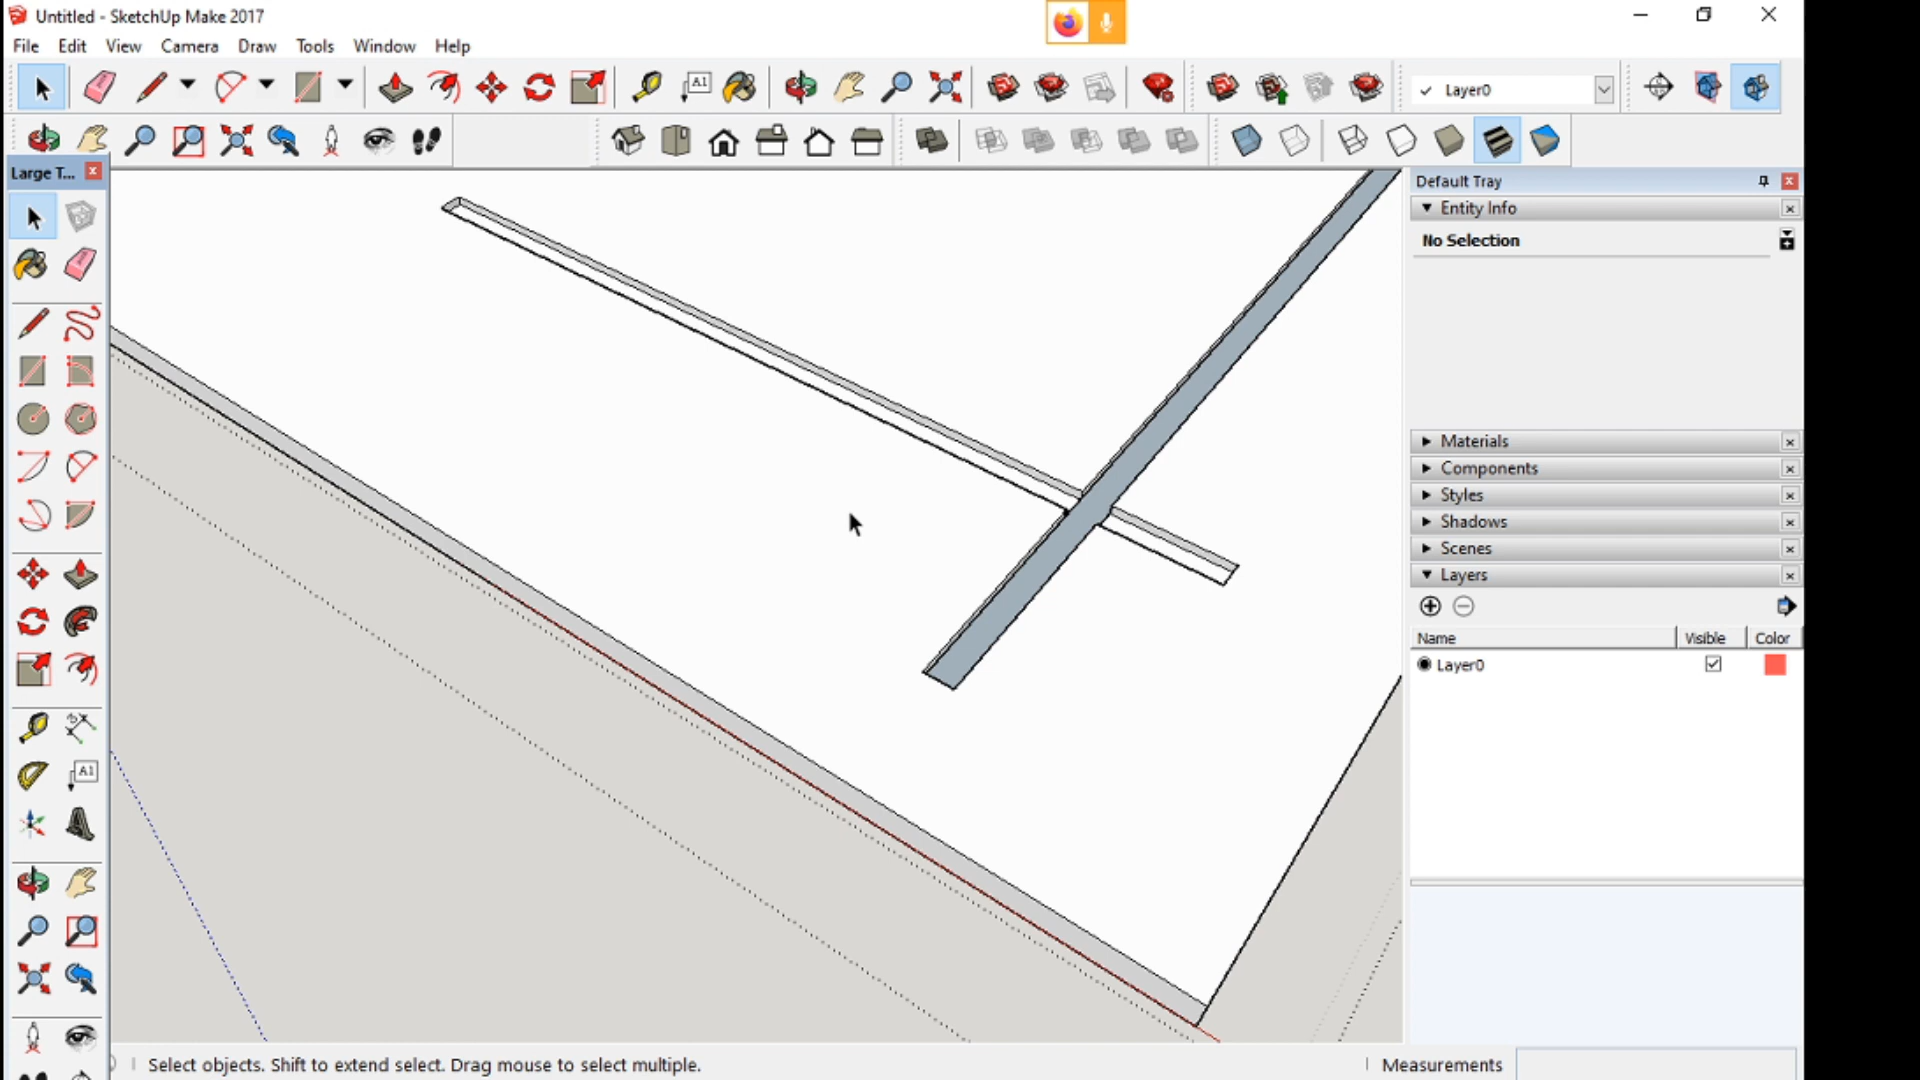 Untitled - SketchUp Make 2017
File Edit View Camera Draw Tools Window Help
A1
Layer0
Large T...
Default Tray
Entity Info
No Selection
Materials
Components
Styles
Shadows
Scenes
Layers
Name Visible Color
Layer0
A1
Select objects. Shift to extend select. Drag mouse to select multiple.
Measurements